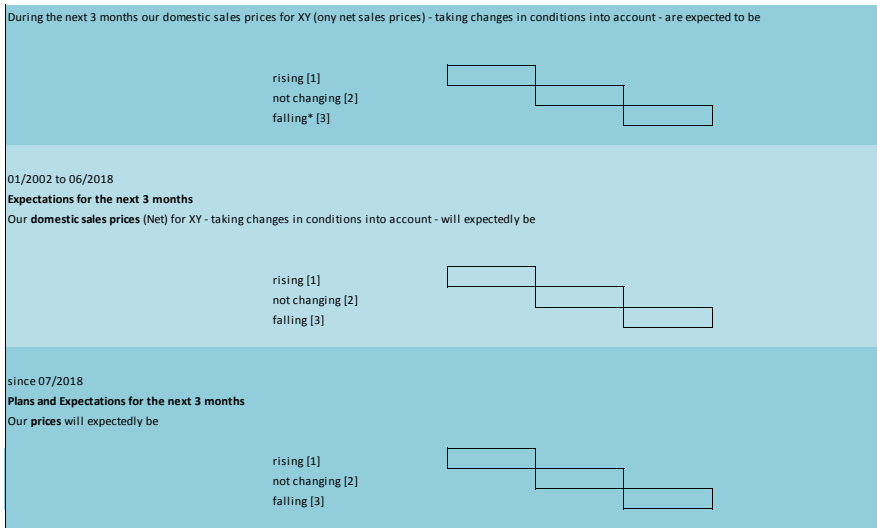 During the next 3 months our domestic sales prices for XY (ony net sales prices) - taking changes in conditions into account - are expected to be
rising [1]
not changing [2]
falling* [3]
01/2002 to 06/2018
Expectations for the next 3 months
Our domestic sales prices (Net) for XY - taking changes in conditions into account - will expectedly be
rising [1]
not changing [2]
falling [3]
since 07/2018
Plans and Expectations for the next 3 months
Our prices will expectedly be
rising [1]
not changing [2]
falling [3]